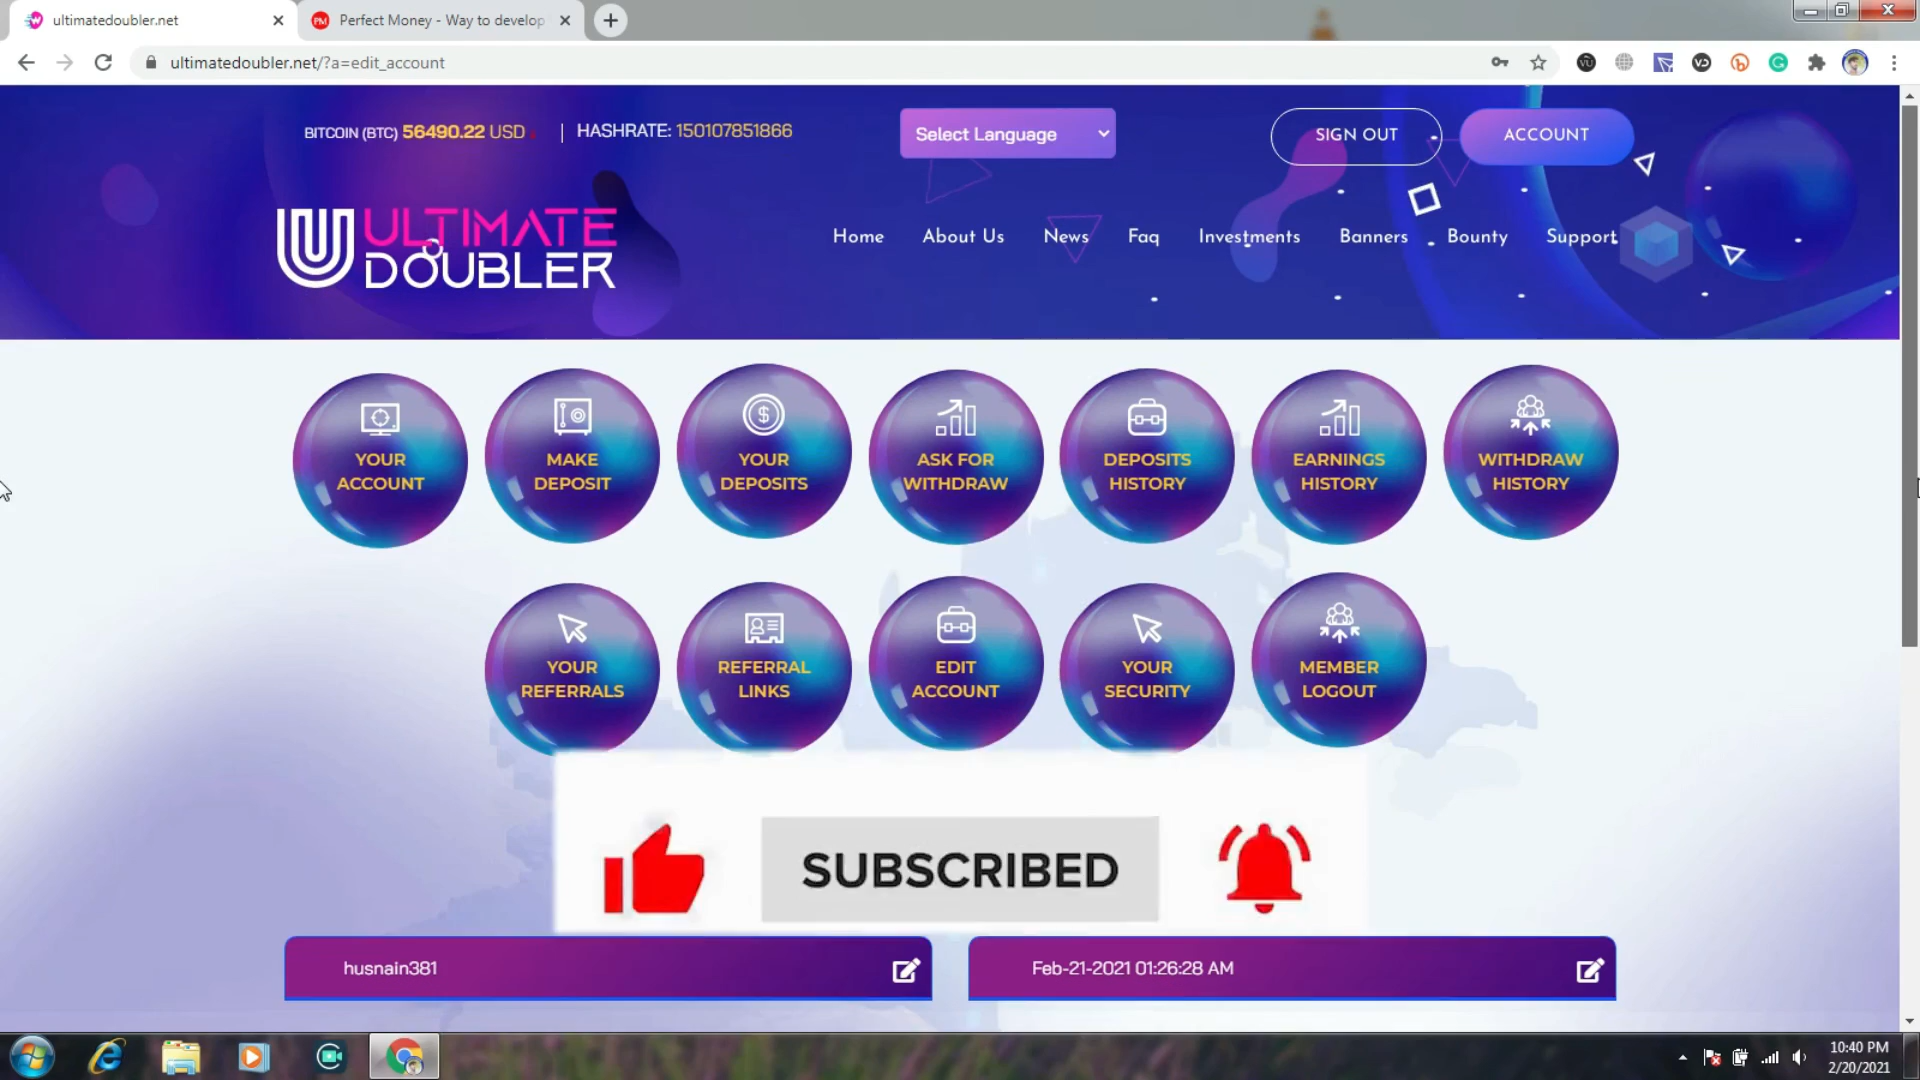 ultimatedoubler.net
Perfect Money - Way to develop
ultimatedoubler.net/?a=edit_account
BITCOIN (BTC) 56490.22 USD | HASHRATE: 150107851866
Select Language
SIGN OUT
ACCOUNT
ULTIMATE
DOUBLER
Home
About Us
News
Faq
Investments
Banners
Bounty
Support
YOUR
ACCOUNT
MAKE
DEPOSIT
YOUR
DEPOSITS
ASK FOR
WITHDRAW
DEPOSITS
HISTORY
EARNINGS
HISTORY
WITHDRAW
HISTORY
YOUR
REFERRALS
REFERRAL
LINKS
EDIT
ACCOUNT
YOUR
SECURITY
MEMBER
LOGOUT
SUBSCRIBED
husnain381
Feb-21-2021 01:26:28 AM
10:40 PM
2/20/2021